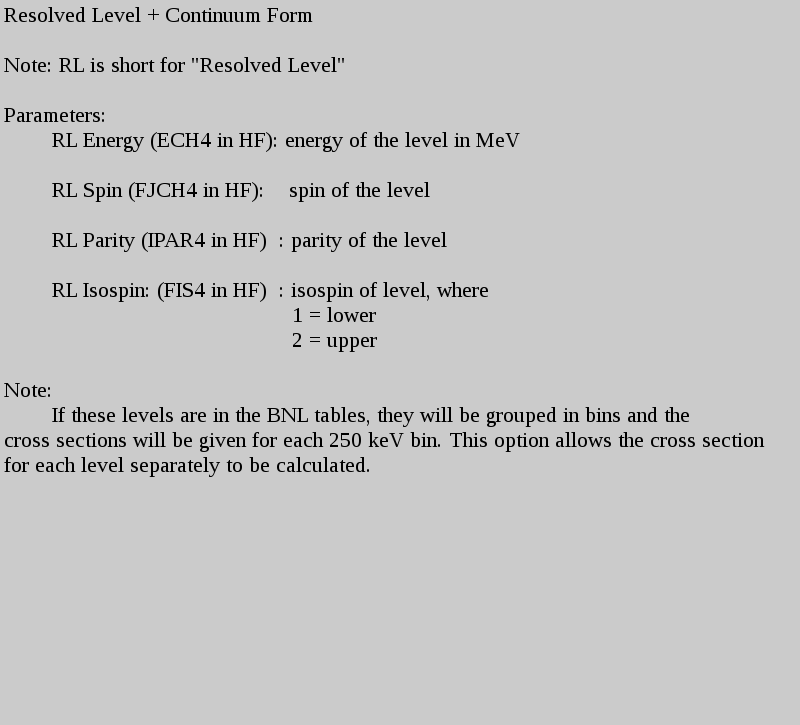 Resolved Level + Continuum Form
Note: RL is short for "Resolved Level"
Parameters:
RL Energy (ECH4 in HF): energy of the level in MeV
RL Spin (FJCH4 in HF): spin of the level
RL Parity (IPAR4 in HF) : parity of the level
RL Isospin: (FIS4 in HF) : isospin of level, where
1 = lower
2 = upper
Note:
If these levels are in the BNL tables, they will be grouped in bins and the
cross sections will be given for each 250 keV bin. This option allows the cross section
for each level separately to be calculated.